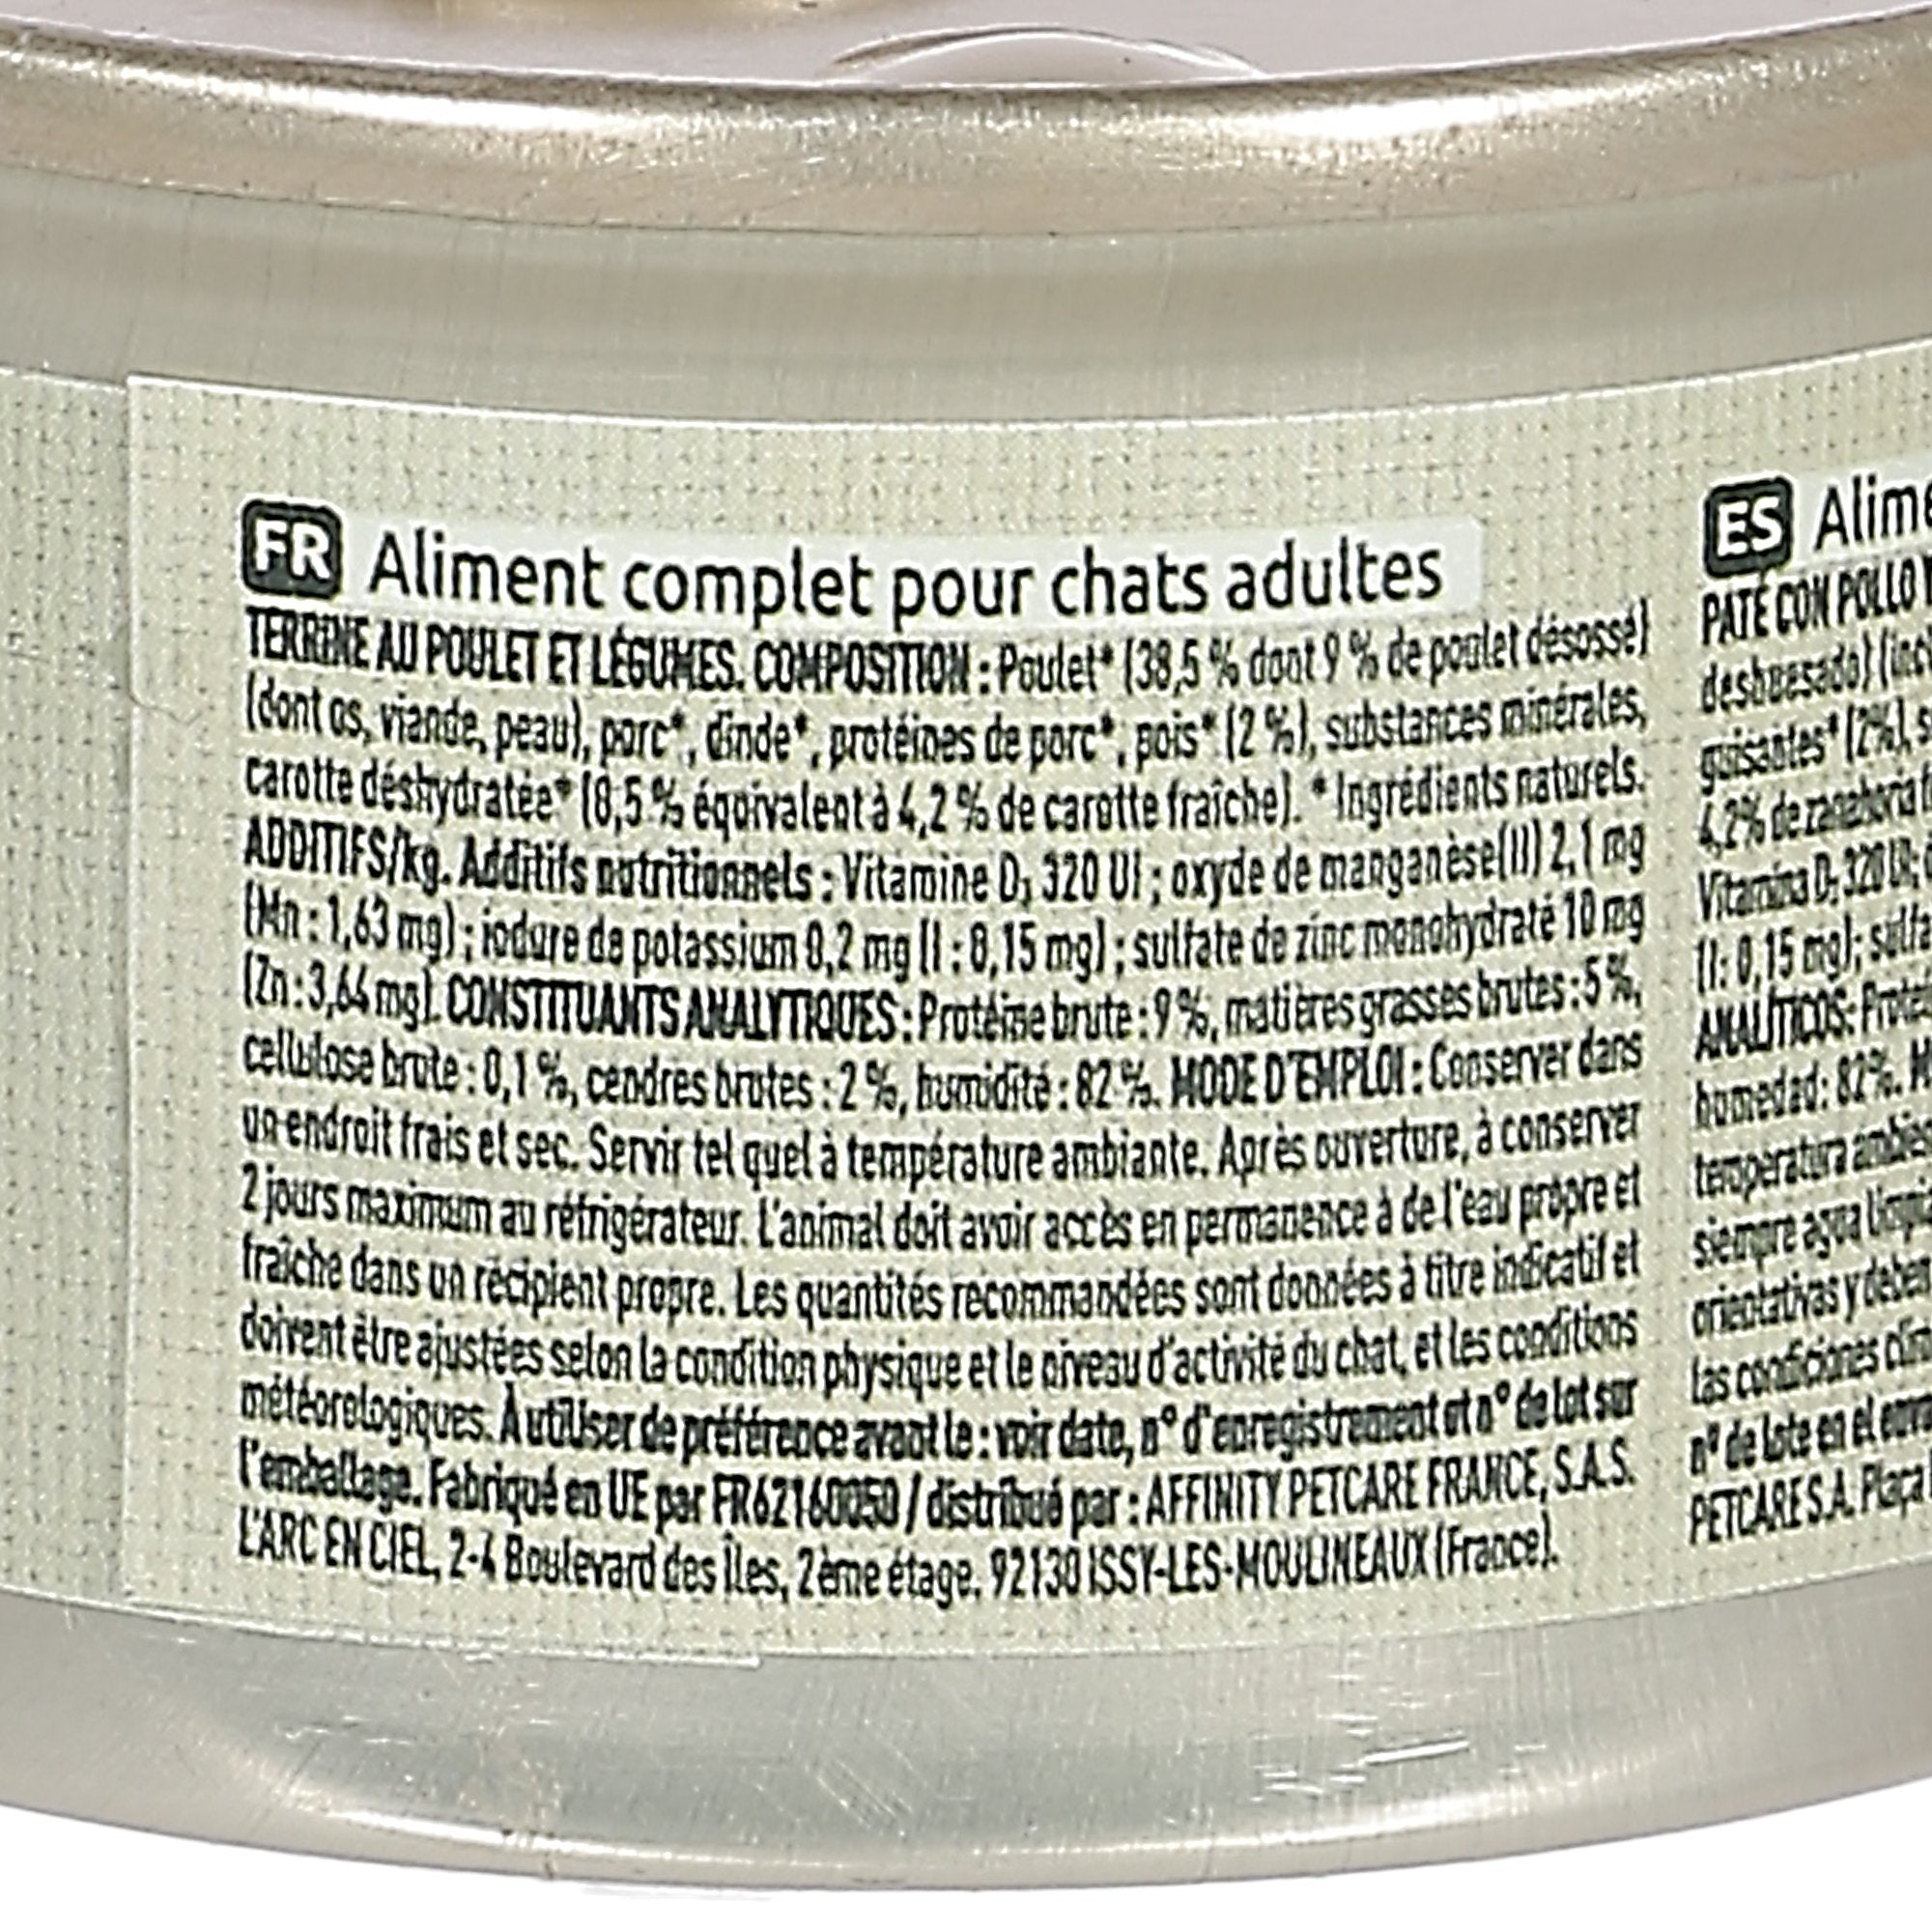 FR Aliment complet pour chats adultes
TERRINE AU POULET ET LÉGUMES. COMPOSITION : Poulet* (38,5 % dont 9 % de poulet désossé)
(dont os, viande, peau), porc*, dinde*, protéines de porc*, pois* (2 %), substances minérales,
carotte déshydratée* (0,5 % équivalent à 4,2 % de carotte fraîche). *Ingrédients naturels.
ADDITIFS/kg. Additifs nutritionnels : Vitamine D₃ 320 UI ; oxyde de manganèse(II) 2,1 mg
(Mn : 1,63 mg) ; iodure de potassium 0,2 mg (I : 0,15 mg) ; sulfate de zinc monohydraté 10 mg
(Zn : 3,64 mg). CONSTITUANTS ANALYTIQUES : Protéine brute : 9 %, matières grasses brutes : 5 %,
cellulose brute : 0,1 %, cendres brutes : 2 %, humidité : 82 %. MODE D'EMPLOI : Conserver dans
un endroit frais et sec. Servir tel quel à température ambiante. Après ouverture, à conserver
2 jours maximum au réfrigérateur. L'animal doit avoir accès en permanence à de l'eau propre et
fraîche dans un récipient propre. Les quantités recommandées sont données à titre indicatif et
doivent être ajustées selon la condition physique et le niveau d'activité du chat, et les conditions
météorologiques. À utiliser de préférence avant le : voir date, n° d'enregistrement et n° de lot sur
l'emballage. Fabriqué en UE par FR62160050 / distribué par : AFFINITY PETCARE FRANCE, S.A.S.
L'ARC EN CIEL, 2-4 Boulevard des Îles, 2ème étage. 92130 ISSY-LES-MOULINEAUX (France).
ES Alime
PATÉ CON POLLO
deshuesado) (inc
guisantes* (2%), s
4,2% de zanahoria
Vitamina D₃ 320 UI;
(I: 0,15 mg); sulfa
ANALÍTICOS: Prote
humedad: 82%. M
temperatura ambie
siempre agua limpi
orientativas y deben
las condiciones clim
nº de lote en el env
PETCARE S.A. Plaça